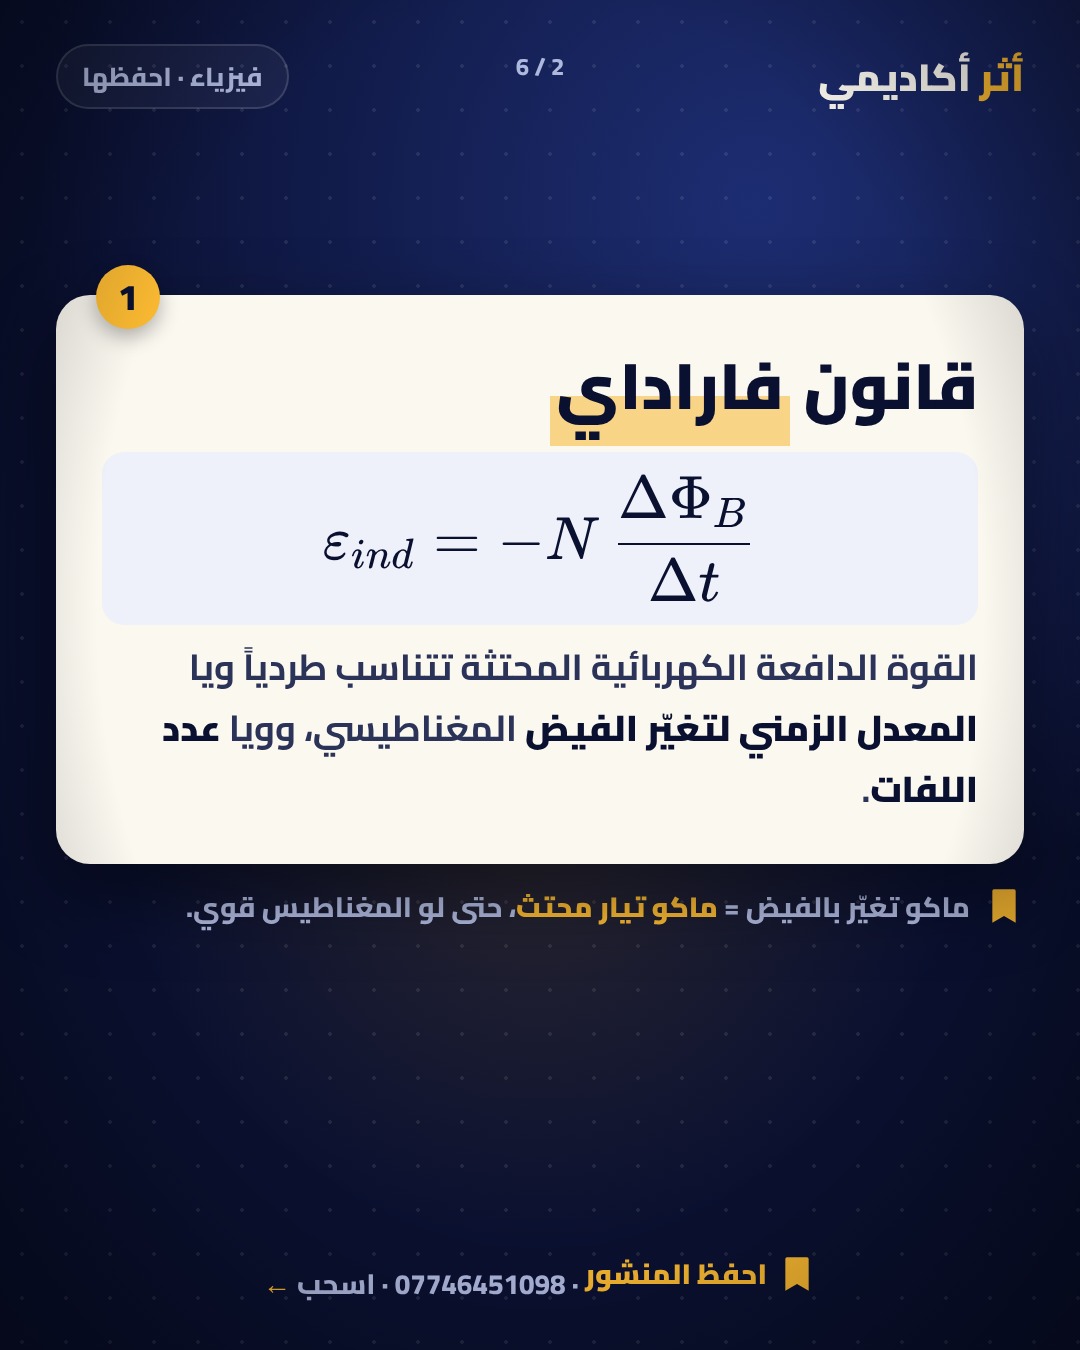 أثر أكاديمي
6 / 2
فيزياء · احفظها
1
قانون فاراداي
ε_ind = −N ΔΦ_B / Δt
القوة الدافعة الكهربائية المحتثة تتناسب طردياً ويا
المعدل الزمني لتغيّر الفيض المغناطيسي، وويا عدد
اللفات.
ماكو تغيّر بالفيض = ماكو تيار محتث، حتى لو المغناطيس قوي.
احفظ المنشور · 07746451098 · اسحب ←